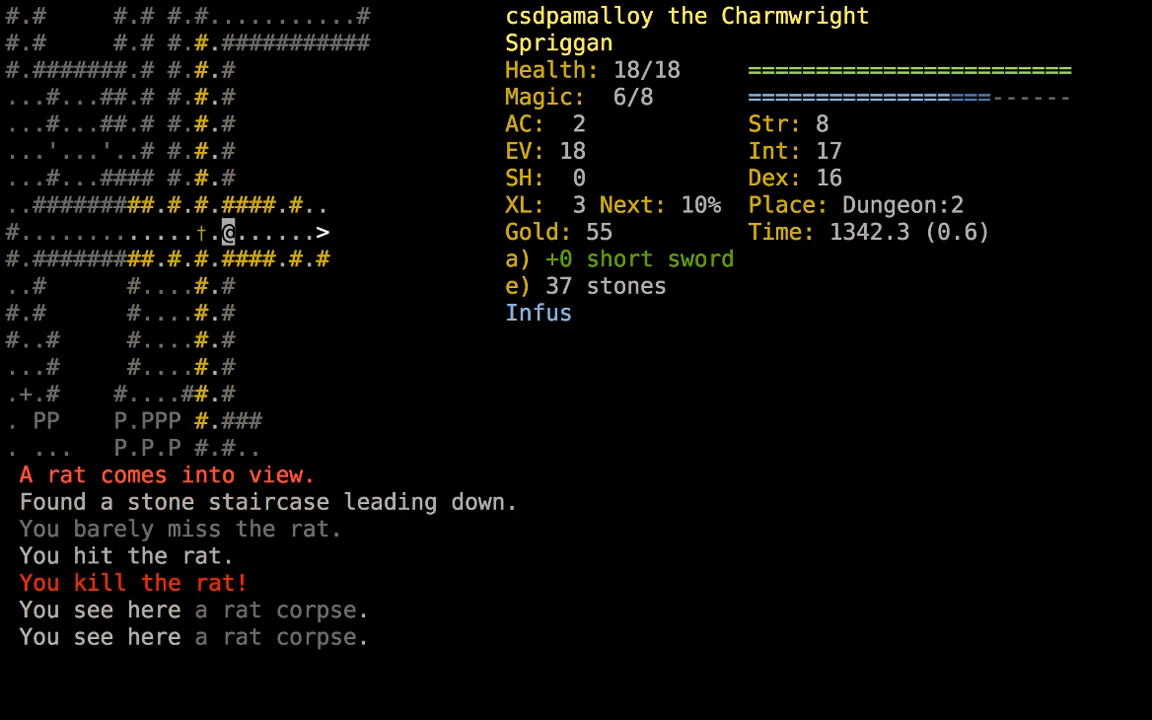 #.#     #.# #.#...........#     csdpamalloy the Charmwright
#.#     #.# #.#.###########     Spriggan
#.#######.# #.#.#     Health: 18/18 ========================
...#...##.# #.#.#     Magic:  6/8 ==================------
...#...##.# #.#.#     AC:  2     Str: 8
...'...'..# #.#.#     EV: 18     Int: 17
...#...#### #.#.#     SH:  0     Dex: 16
..#########.#.#.####.#..     XL:  3 Next: 10%  Place: Dungeon:2
#.............†.@......>     Gold: 55     Time: 1342.3 (0.6)
#.#########.#.#.####.#.#     a) +0 short sword
..#      #....#.#     e) 37 stones
#.#      #....#.#     Infus
#..#     #....#.#
...#     #....#.#
.+.#    #....##.#
. PP    P.PPP #.###
. ...   P.P.P #.#..
A rat comes into view.
Found a stone staircase leading down.
You barely miss the rat.
You hit the rat.
You kill the rat!
You see here a rat corpse.
You see here a rat corpse.